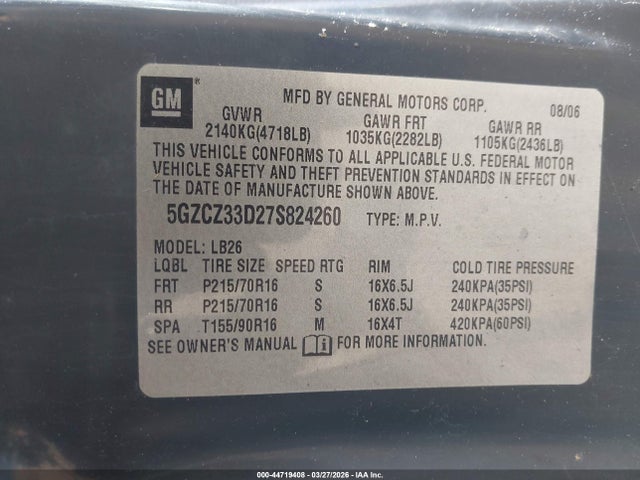 GM ®
MFD BY GENERAL MOTORS CORP. 08/06
GVWR GAWR FRT GAWR RR
2140KG(4718LB) 1035KG(2282LB) 1105KG(2436LB)
THIS VEHICLE CONFORMS TO ALL APPLICABLE U.S. FEDERAL MOTOR
VEHICLE SAFETY AND THEFT PREVENTION STANDARDS IN EFFECT ON
THE DATE OF MANUFACTURE SHOWN ABOVE.
5GZCZ33D27S824260 TYPE: M.P.V.
MODEL: LB26
LQBL TIRE SIZE SPEED RTG RIM COLD TIRE PRESSURE
FRT P215/70R16 S 16X6.5J 240KPA(35PSI)
RR P215/70R16 S 16X6.5J 240KPA(35PSI)
SPA T155/90R16 M 16X4T 420KPA(60PSI)
SEE OWNER'S MANUAL FOR MORE INFORMATION.
000-44719408 | 03/27/2026 | IAAI.com